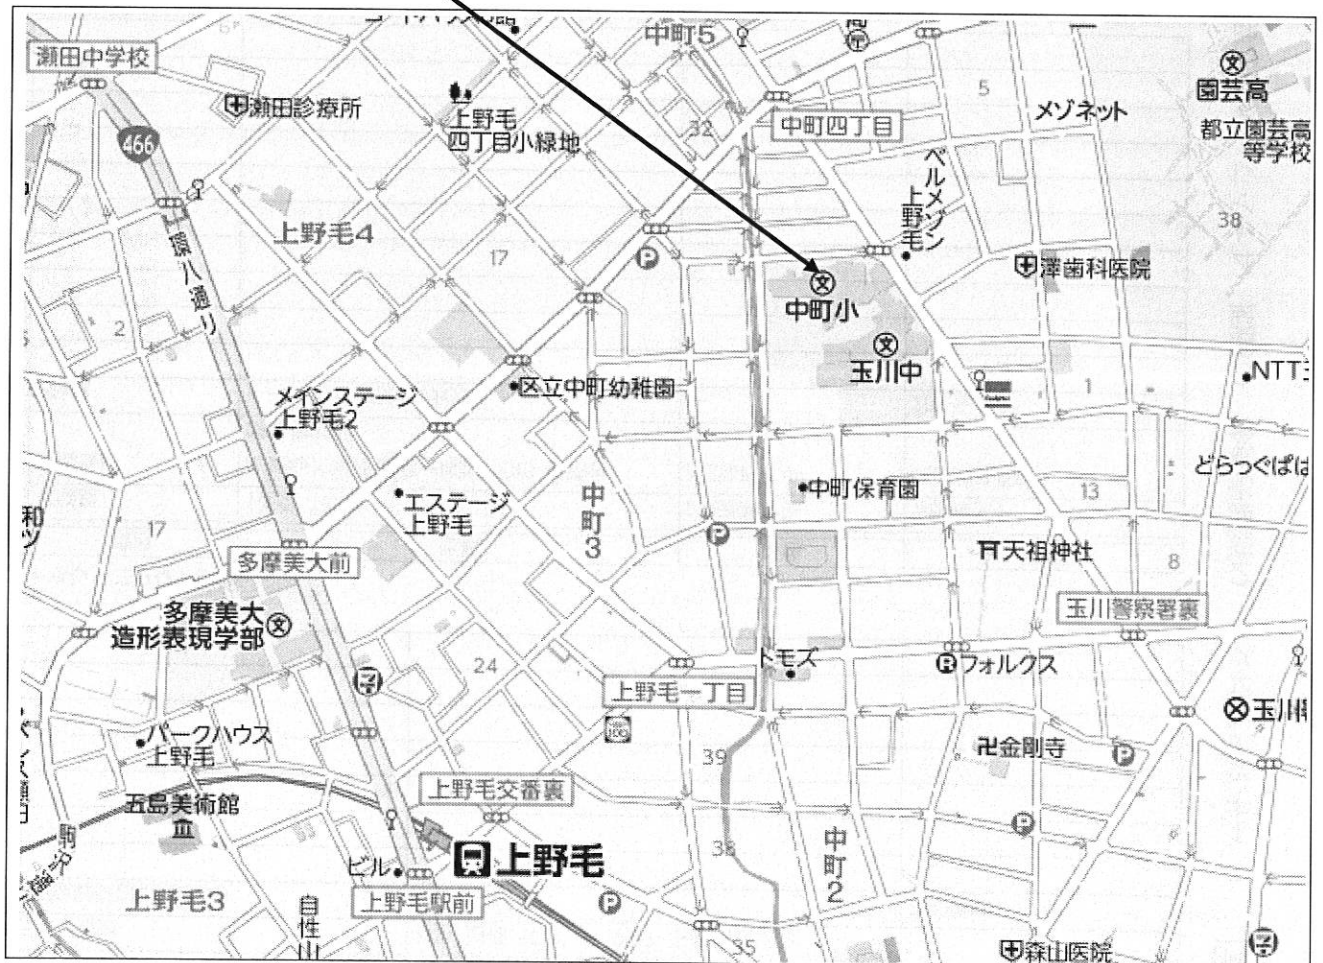 中町5
瀬田中学校
園芸高
都立園芸高
等学校
5
メゾネット
中町四丁目
32
瀬田診療所
上野毛
四丁目小緑地
466
ベルメゾン
上野毛
38
上野毛4
17
環八通り
澤歯科医院
中町小
2
玉川中
区立中町幼稚園
1
メインステージ
上野毛2
どらっぐぱぱ
中町保育園
13
エステージ
上野毛
中町3
17
天祖神社
8
多摩美大前
玉川警察署裏
多摩美大
造形表現学部
24
トモズ
フォルクス
上野毛一丁目
パークハウス
上野毛
金剛寺
39
上野毛交番裏
五島美術館
38
中町2
上野毛
ビル
上野毛駅前
上野毛3
35
森山医院